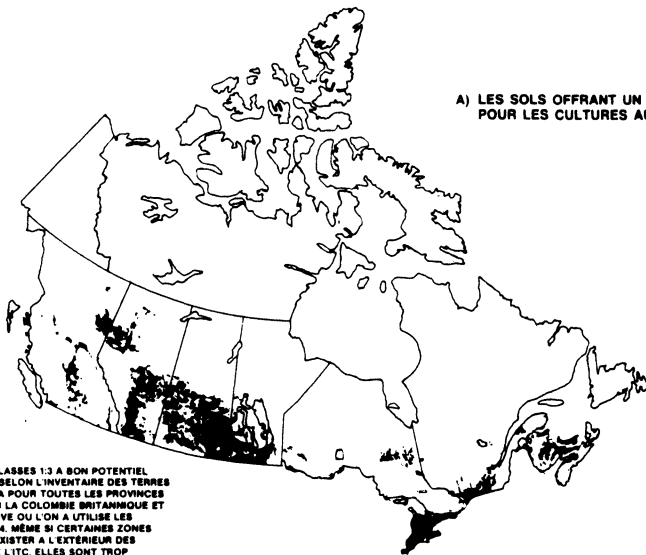 A) LES SOLS OFFRANT UN
POUR LES CULTURES AU
LASSES 1:3 A BON POTENTIEL
SELON L'INVENTAIRE DES TERRES
A POUR TOUTES LES PROVINCES
LA COLOMBIE BRITANNIQUE ET
VE OU L'ON A UTILISE LES
4. MÊME SI CERTAINES ZONES
EXISTER A L'EXTÉRIEUR DES
L'ITC, ELLES SONT TROP